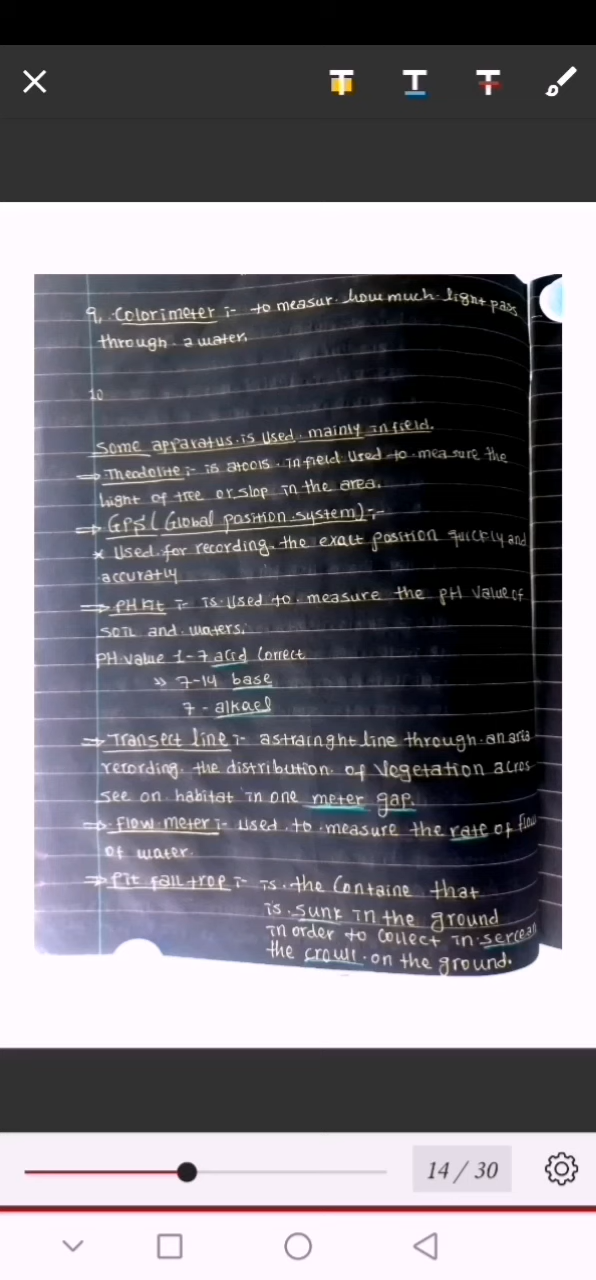 9, Colorimeter :- to measur how much light pass
through a water.
10
Some apparatus is used mainly in field.
⇒ Theodolite :- is atools in field used to measure the
hight of tree or slop in the area.
⇒ GPS (Global position system) :-
* Used for recording the exact position quickly and
accuratly
⇒ PH Kit :- is used to measure the pH value of
soil and waters.
PH value 1-7 acid correct
>> 7-14 base
7 - alkael
⇒ Transect line :- astrainght line through an area
recording the distribution of vegetation acros
see on habitat in one meter gap.
⇒ Flow meter :- used to measure the rate of flow
of water.
⇒ Pit fall trop :- is the Containe that
is sunk in the ground
in order to collect in sercean
the crowli on the ground.
14 / 30